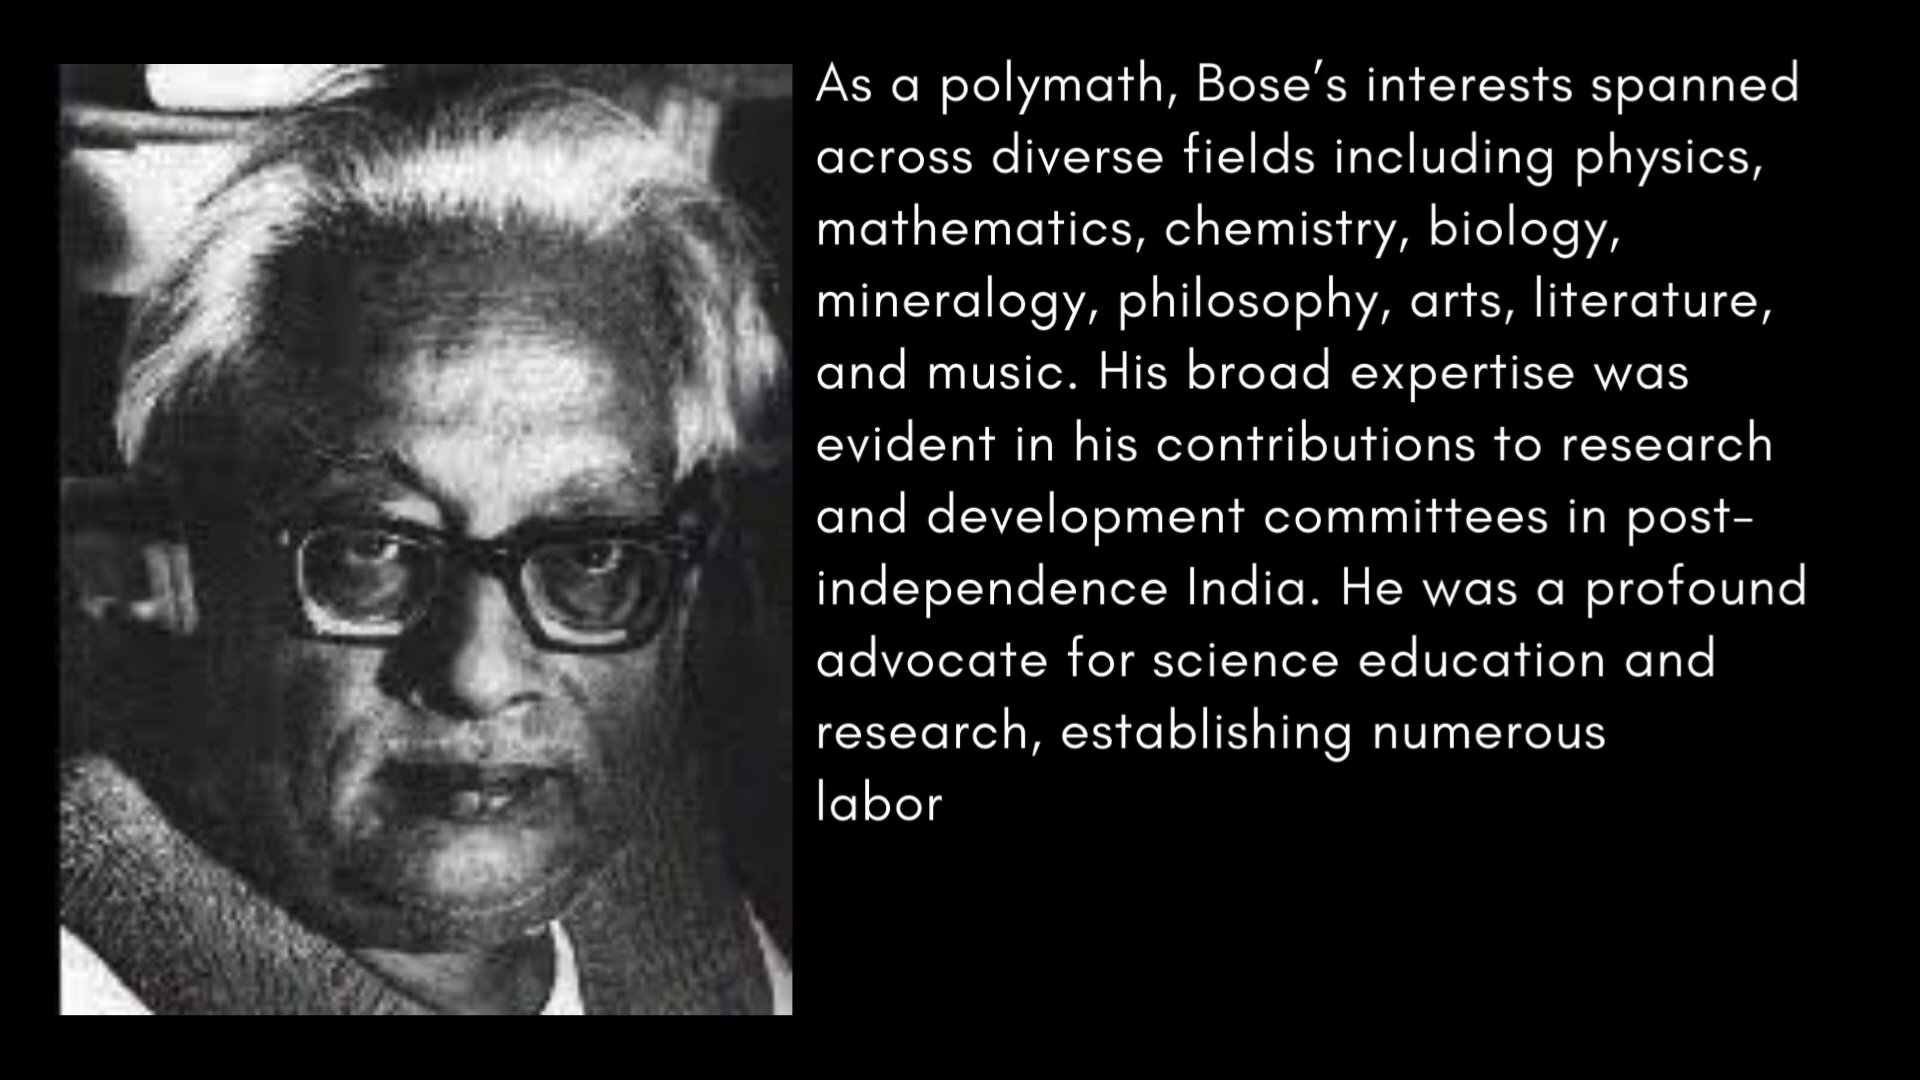 As a polymath, Bose’s interests spanned
across diverse fields including physics,
mathematics, chemistry, biology,
mineralogy, philosophy, arts, literature,
and music. His broad expertise was
evident in his contributions to research
and development committees in post-
independence India. He was a profound
advocate for science education and
research, establishing numerous
labor